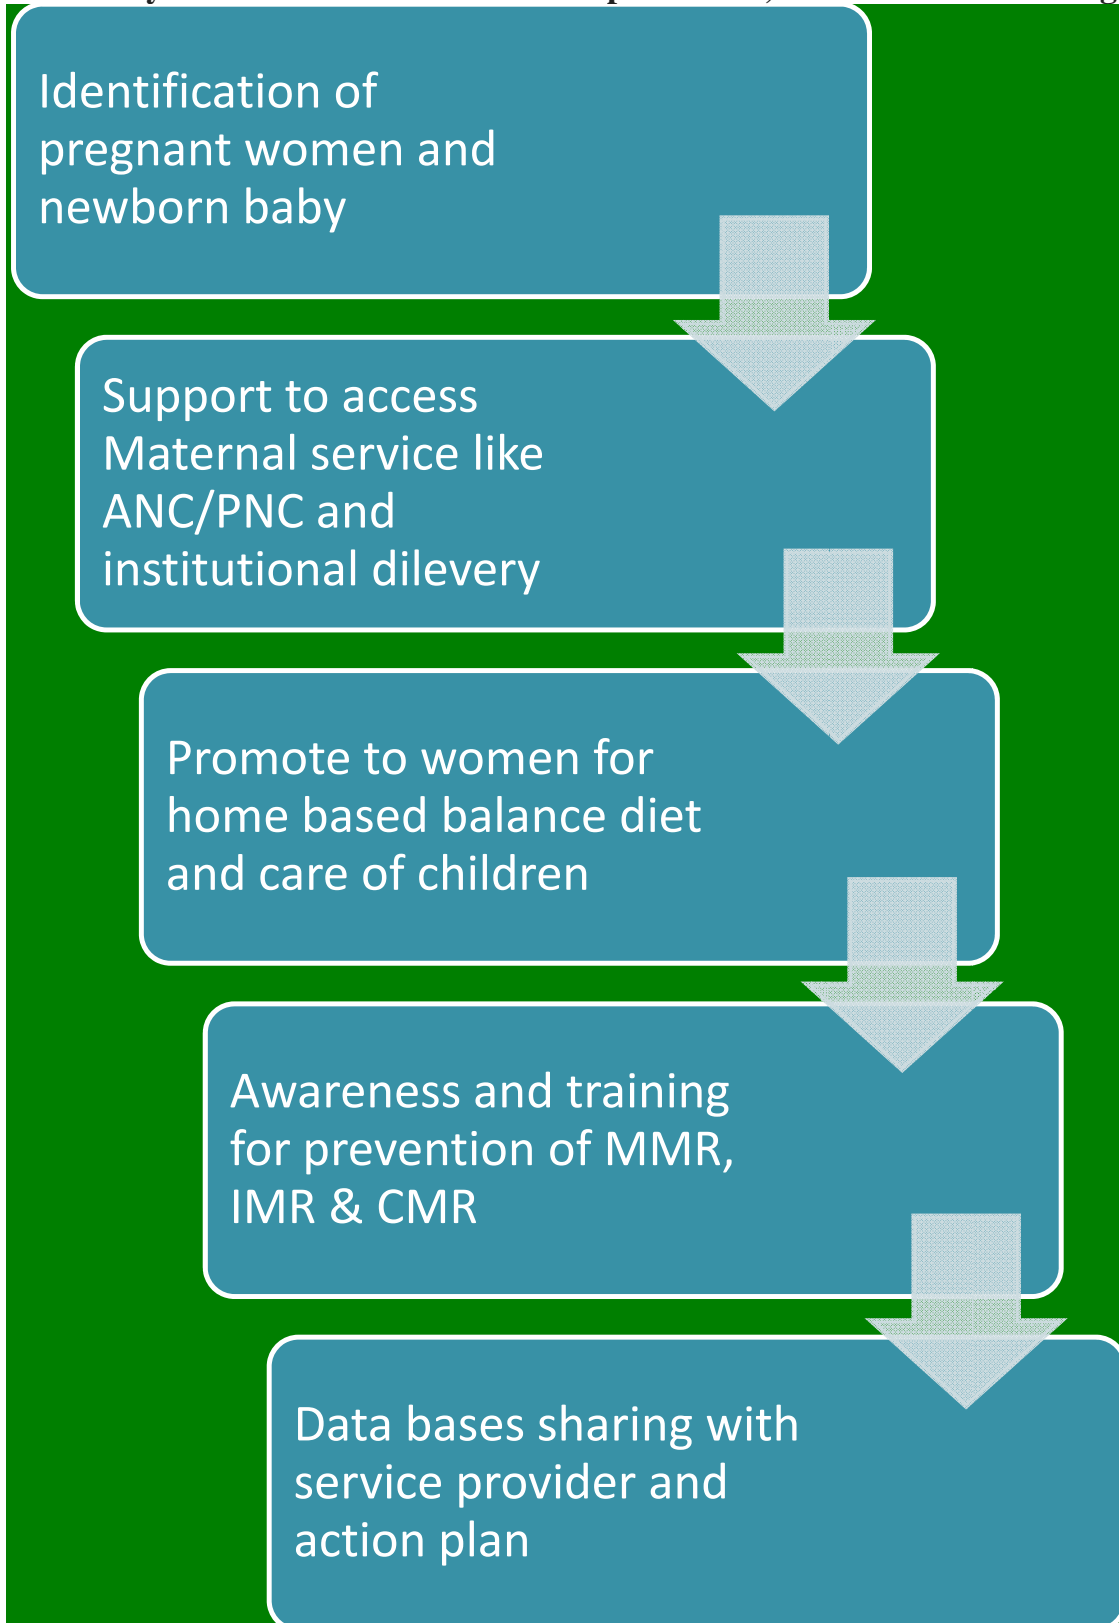 Identification of
pregnant women and
newborn baby
Support to access
Maternal service like
ANC/PNC and
institutional dilevery
Promote to women for
home based balance diet
and care of children
Awareness and training
for prevention of MMR,
IMR & CMR
Data bases sharing with
service provider and
action plan